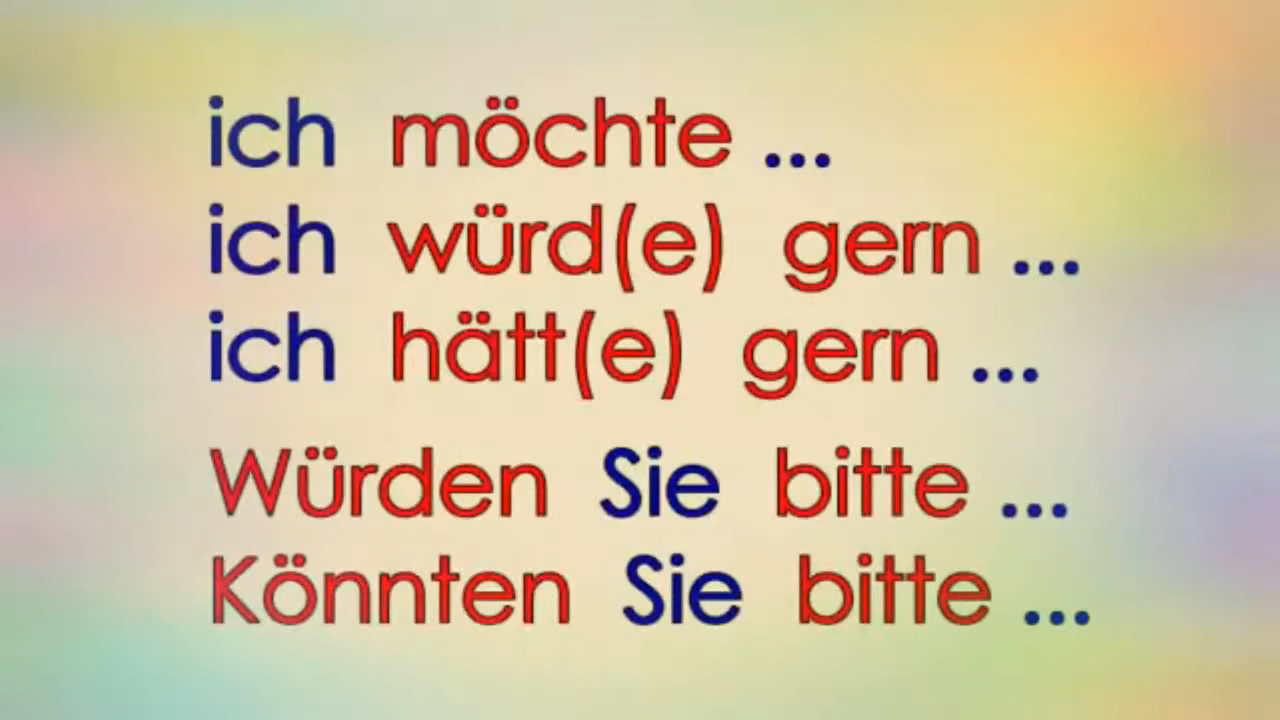 ich möchte ...
ich würd(e) gern ...
ich hätt(e) gern ...
Würden Sie bitte ...
Könnten Sie bitte ...